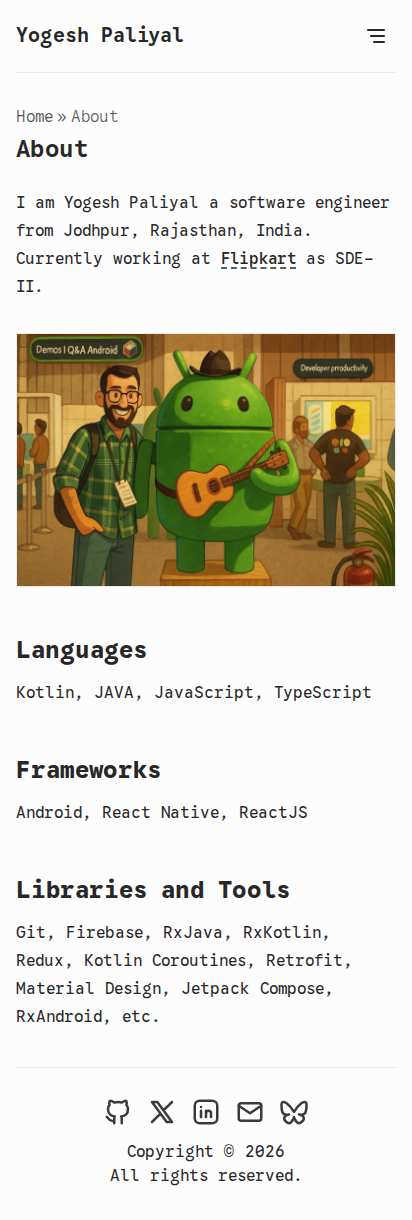 Yogesh Paliyal
Home » About
About
I am Yogesh Paliyal a software engineer
from Jodhpur, Rajasthan, India.
Currently working at Flipkart as SDE-
II.
Demos | Q&A Android
Developer productivity
Languages
Kotlin, JAVA, JavaScript, TypeScript
Frameworks
Android, React Native, ReactJS
Libraries and Tools
Git, Firebase, RxJava, RxKotlin,
Redux, Kotlin Coroutines, Retrofit,
Material Design, Jetpack Compose,
RxAndroid, etc.
Copyright © 2026
All rights reserved.